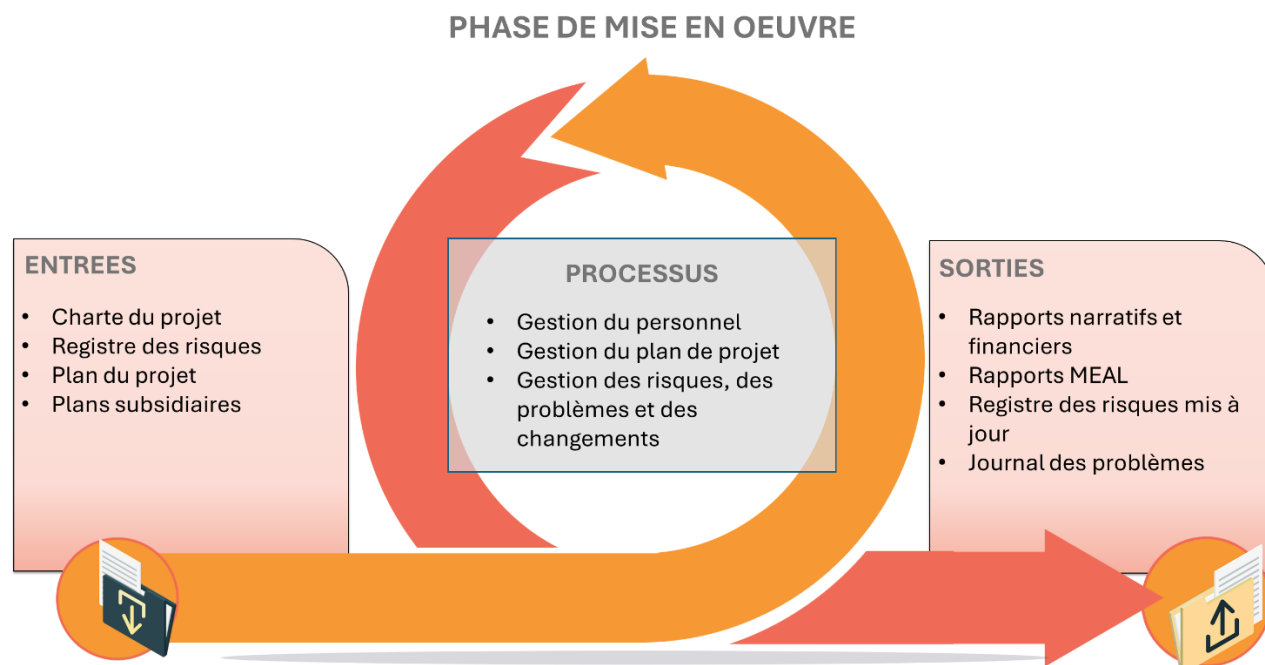 PHASE DE MISE EN OEUVRE
ENTREES
• Charte du projet
• Registre des risques
• Plan du projet
• Plans subsidiaires
PROCESSUS
• Gestion du personnel
• Gestion du plan de projet
• Gestion des risques, des
problèmes et des
changements
SORTIES
• Rapports narratifs et
financiers
• Rapports MEAL
• Registre des risques mis à
jour
• Journal des problèmes